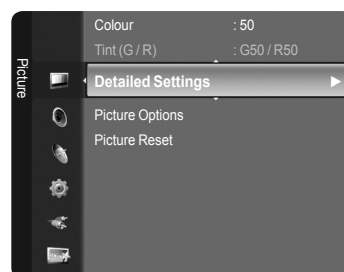 Picture
Colour : 50
Tint (G / R) : G50 / R50
Detailed Settings
Picture Options
Picture Reset